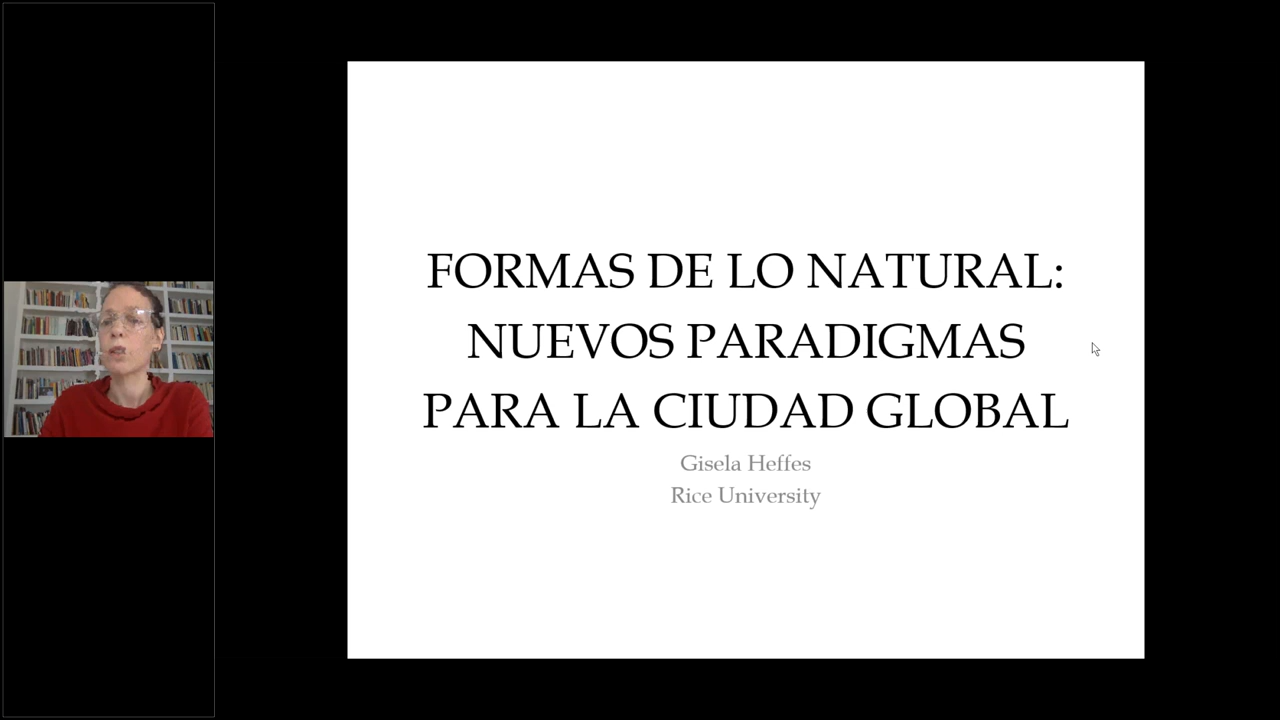 FORMAS DE LO NATURAL:
NUEVOS PARADIGMAS
PARA LA CIUDAD GLOBAL
Gisela Heffes
Rice University